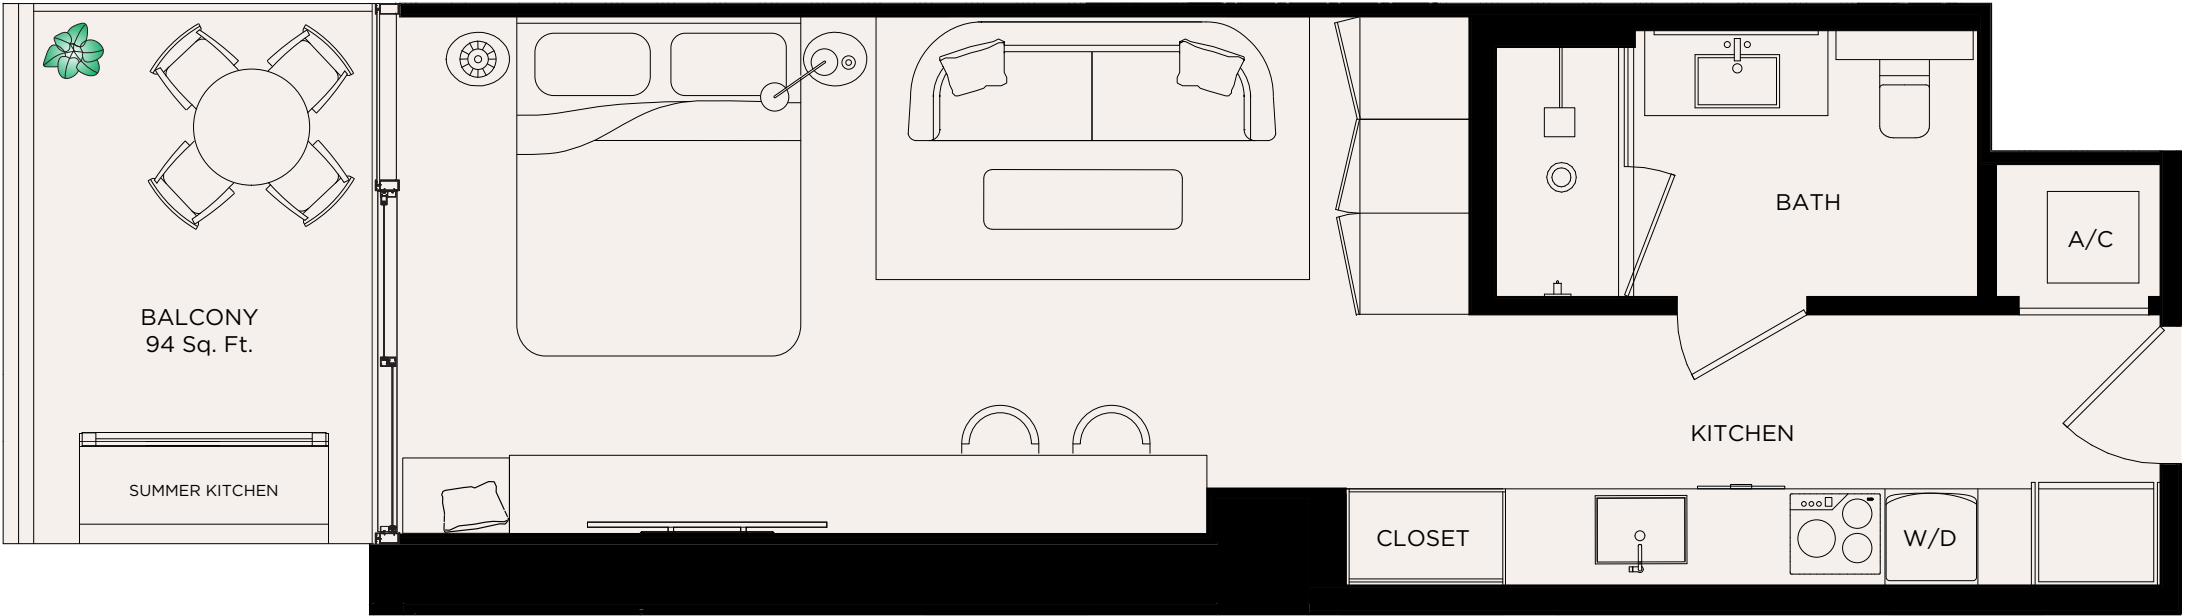 BALCONY
94 Sq. Ft.
SUMMER KITCHEN
BATH
A/C
KITCHEN
CLOSET
W/D